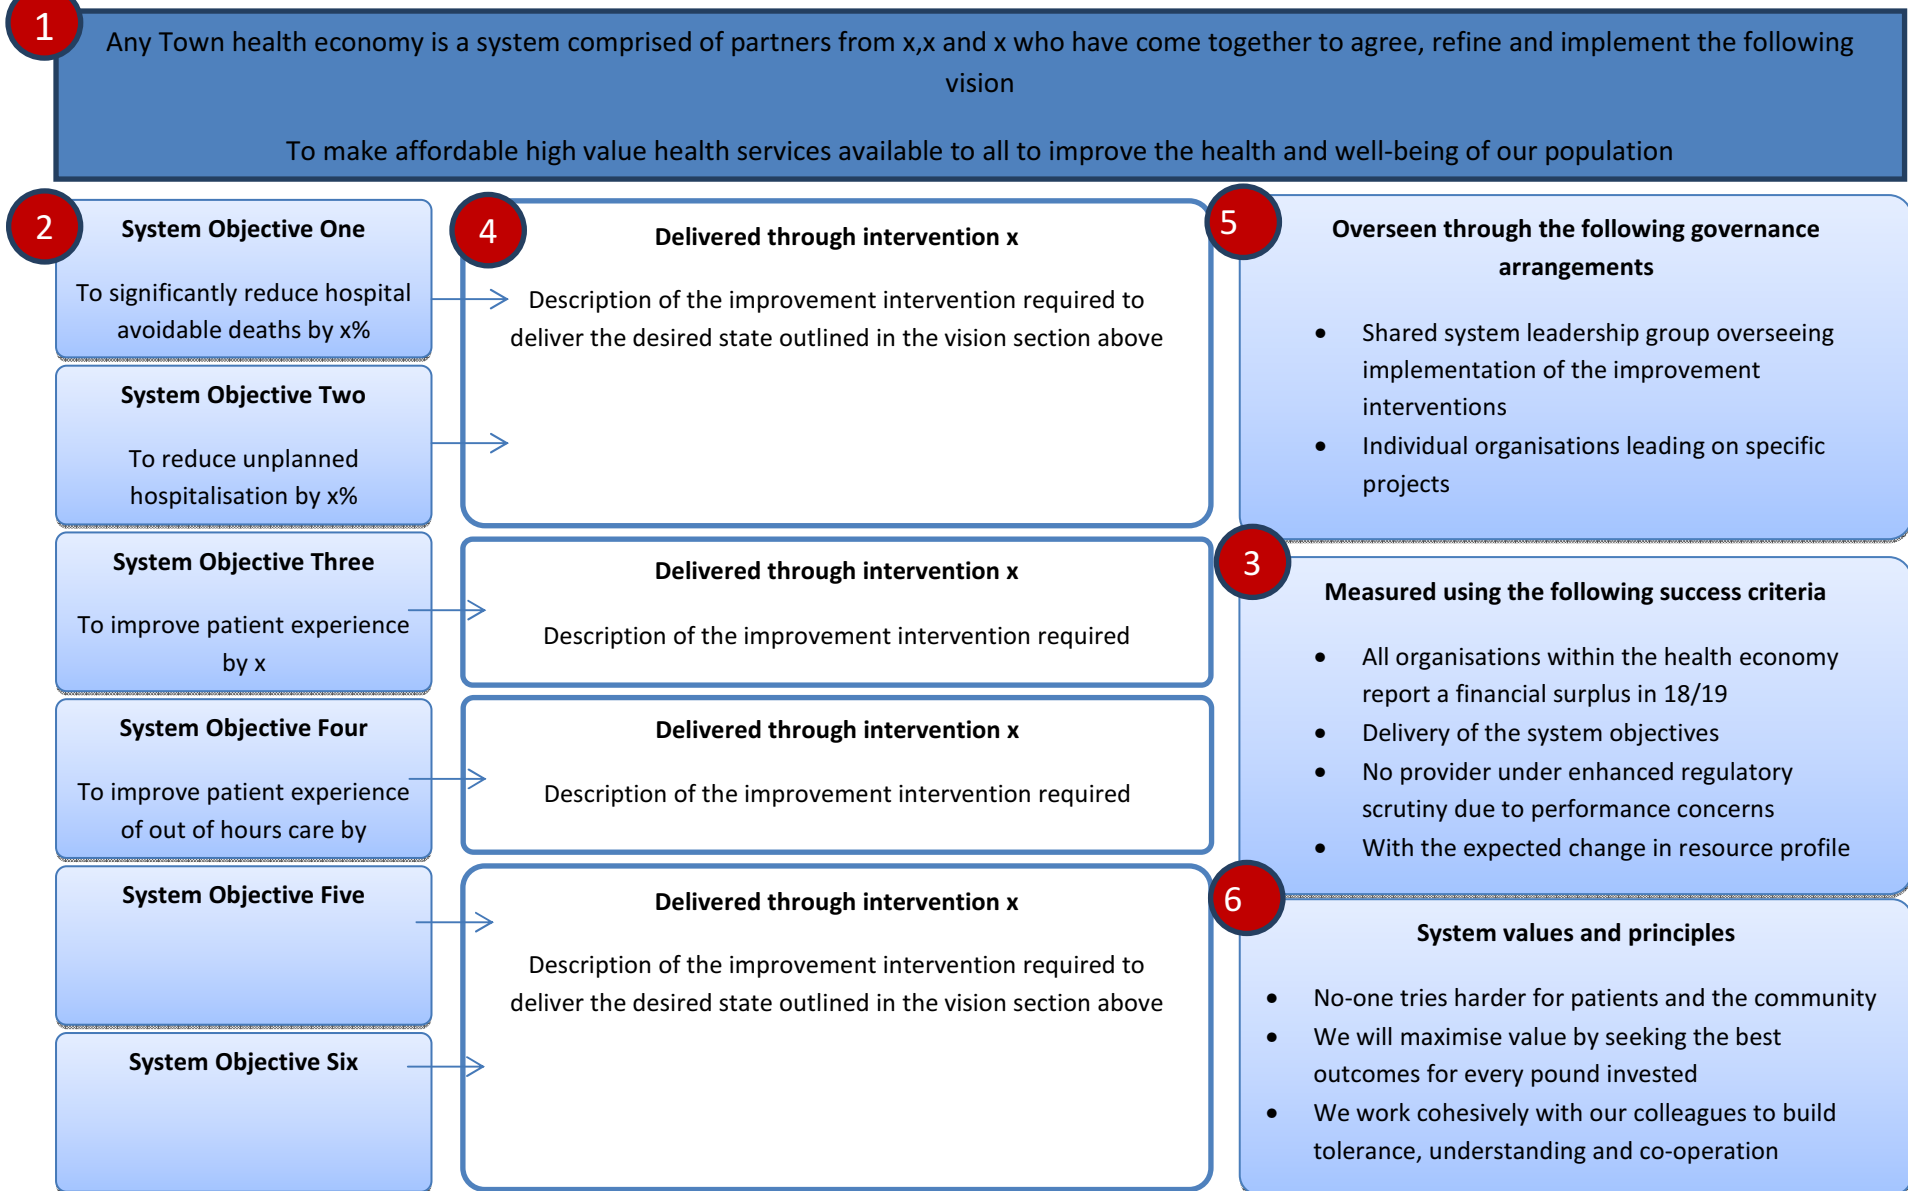 1
Any Town health economy is a system comprised of partners from x,x and x who have come together to agree, refine and implement the following
vision
To make affordable high value health services available to all to improve the health and well-being of our population
2
System Objective One
To significantly reduce hospital
avoidable deaths by x%
System Objective Two
To reduce unplanned
hospitalisation by x%
System Objective Three
To improve patient experience
by x
System Objective Four
To improve patient experience
of out of hours care by
System Objective Five
System Objective Six
4
Delivered through intervention x
Description of the improvement intervention required to
deliver the desired state outlined in the vision section above
Delivered through intervention x
Description of the improvement intervention required
Delivered through intervention x
Description of the improvement intervention required
Delivered through intervention x
Description of the improvement intervention required to
deliver the desired state outlined in the vision section above
5
Overseen through the following governance
arrangements
• Shared system leadership group overseeing
implementation of the improvement
interventions
• Individual organisations leading on specific
projects
3
Measured using the following success criteria
• All organisations within the health economy
report a financial surplus in 18/19
• Delivery of the system objectives
• No provider under enhanced regulatory
scrutiny due to performance concerns
• With the expected change in resource profile
6
System values and principles
• No-one tries harder for patients and the community
• We will maximise value by seeking the best
outcomes for every pound invested
• We work cohesively with our colleagues to build
tolerance, understanding and co-operation